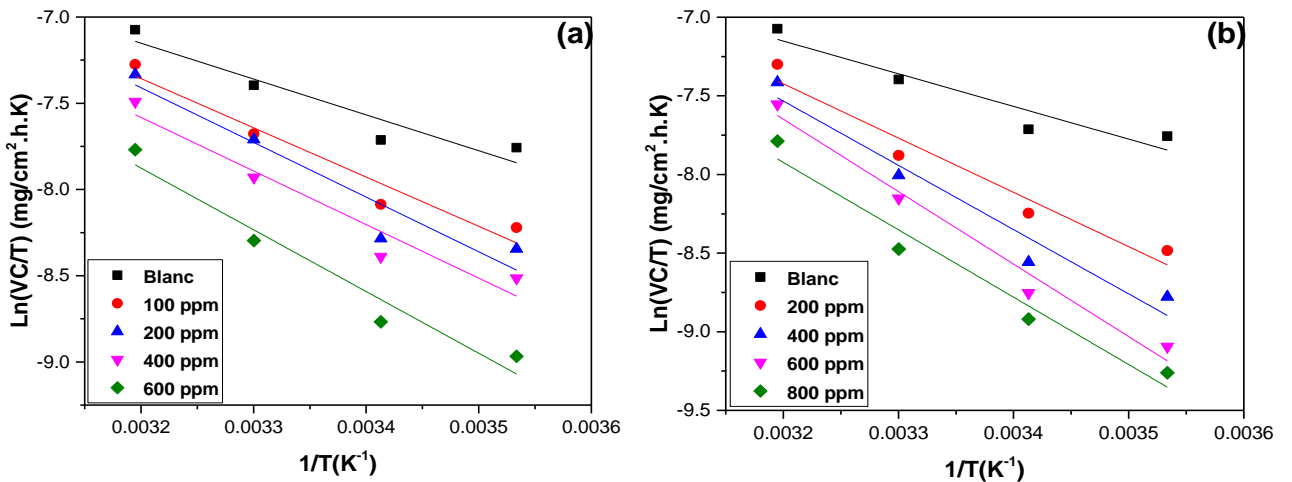 (a)
Ln(VC/T) (mg/cm².h.K)
-7.0
-7.5
-8.0
-8.5
-9.0
Blanc
100 ppm
200 ppm
400 ppm
600 ppm
0.0032 0.0033 0.0034 0.0035 0.0036
1/T(K⁻¹)
(b)
Ln(VC/T) (mg/cm².h.K)
-7.0
-7.5
-8.0
-8.5
-9.0
-9.5
Blanc
200 ppm
400 ppm
600 ppm
800 ppm
0.0032 0.0033 0.0034 0.0035 0.0036
1/T(K⁻¹)